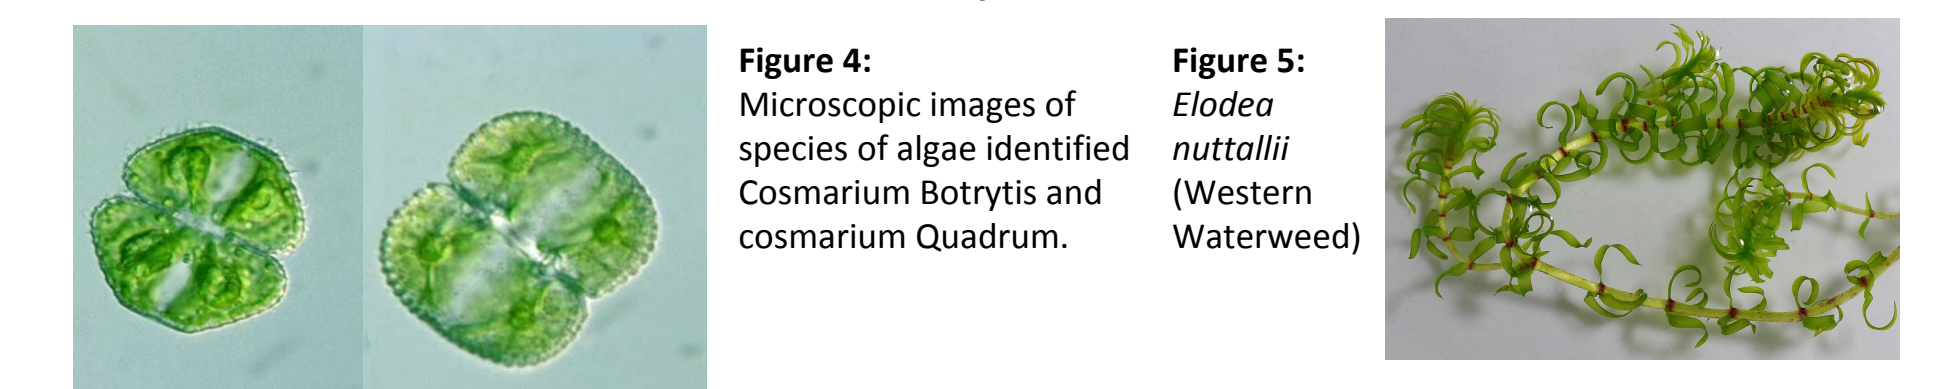 Figure 4:
Microscopic images of
species of algae identified
Cosmarium Botrytis and
cosmarium Quadrum.
Figure 5:
Elodea
nuttallii
(Western
Waterweed)